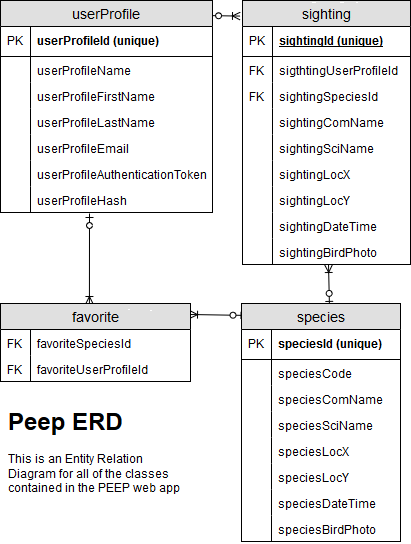 userProfile
PK userProfileId (unique)
userProfileName
userProfileFirstName
userProfileLastName
userProfileEmail
userProfileAuthenticationToken
userProfileHash
sighting
PK sightingId (unique)
FK sigthtingUserProfileId
FK sightingSpeciesId
sightingComName
sightingSciName
sightingLocX
sightingLocY
sightingDateTime
sightingBirdPhoto
favorite
FK favoriteSpeciesId
FK favoriteUserProfileId
species
PK speciesId (unique)
speciesCode
speciesComName
speciesSciName
speciesLocX
speciesLocY
speciesDateTime
speciesBirdPhoto
Peep ERD
This is an Entity Relation
Diagram for all of the classes
contained in the PEEP web app